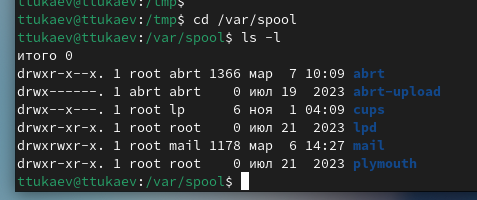 ttukaev@ttukaev:/tmp$
ttukaev@ttukaev:/tmp$ cd /var/spool
ttukaev@ttukaev:/var/spool$ ls -l
итого 0
drwxr-x--x. 1 root abrt 1366 мар  7 10:09 abrt
drwx------. 1 abrt abrt    0 июл 19  2023 abrt-upload
drwx--x---. 1 root lp      6 ноя  1 04:09 cups
drwxr-xr-x. 1 root root    0 июл 21  2023 lpd
drwxrwxr-x. 1 root mail 1178 мар  6 14:27 mail
drwxr-xr-x. 1 root root    0 июл 21  2023 plymouth
ttukaev@ttukaev:/var/spool$